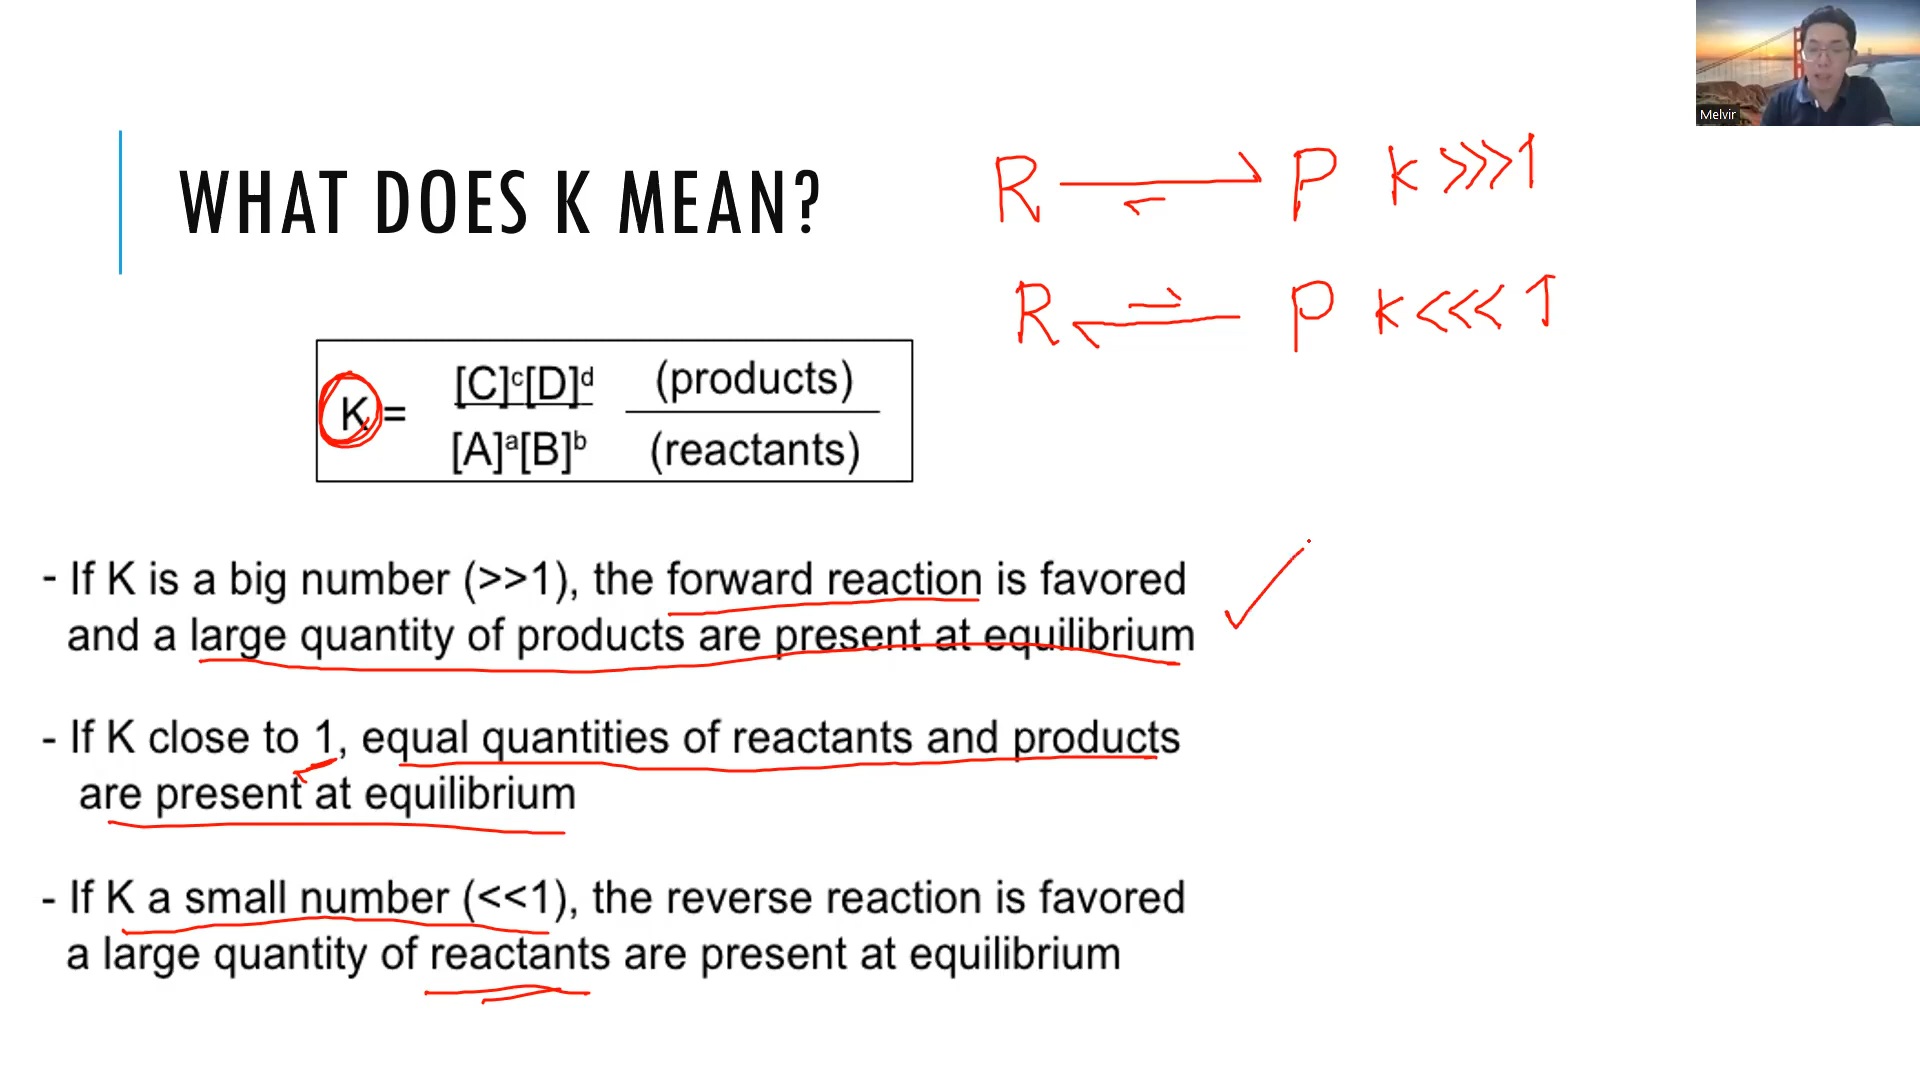 Melvir
WHAT DOES K MEAN?
R ⟶ P K >>>1
R ⇌ P K <<< 1
K = [C]ᶜ[D]ᵈ (products)
[A]ᵃ[B]ᵇ (reactants)
- If K is a big number (>>1), the forward reaction is favored
and a large quantity of products are present at equilibrium
- If K close to 1, equal quantities of reactants and products
are present at equilibrium
- If K a small number (<<1), the reverse reaction is favored
a large quantity of reactants are present at equilibrium